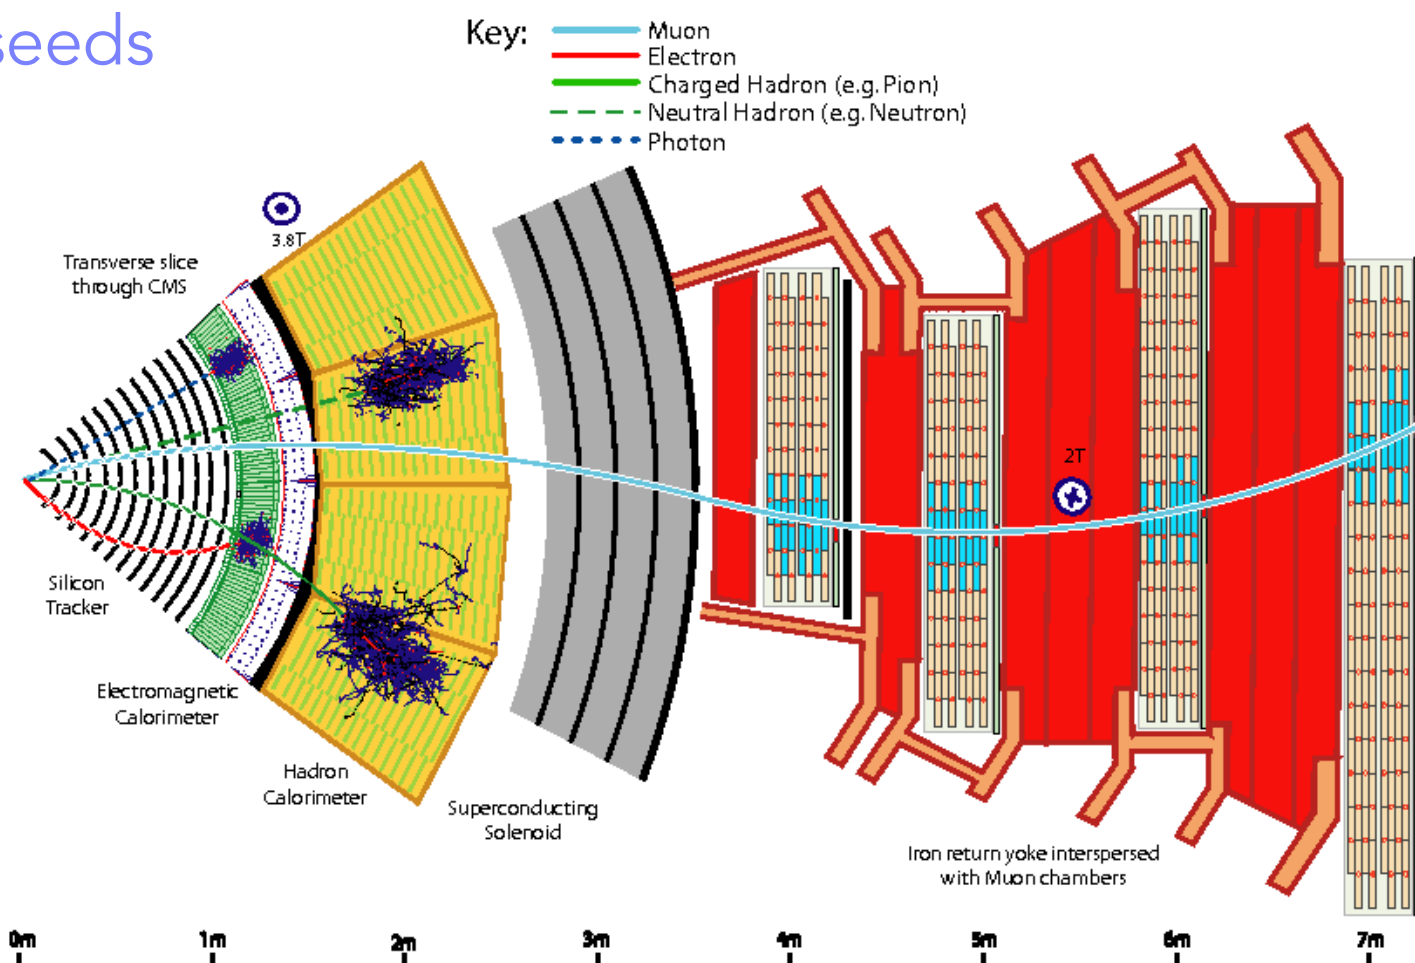 seeds
Key:
Muon
Electron
Charged Hadron (e.g. Pion)
Neutral Hadron (e.g. Neutron)
Photon
3.8T
Transverse slice
through CMS
2T
Silicon
Tracker
Electromagnetic
Calorimeter
Hadron
Calorimeter
Superconducting
Solenoid
Iron return yoke interspersed
with Muon chambers
0m 1m 2m 3m 4m 5m 6m 7m